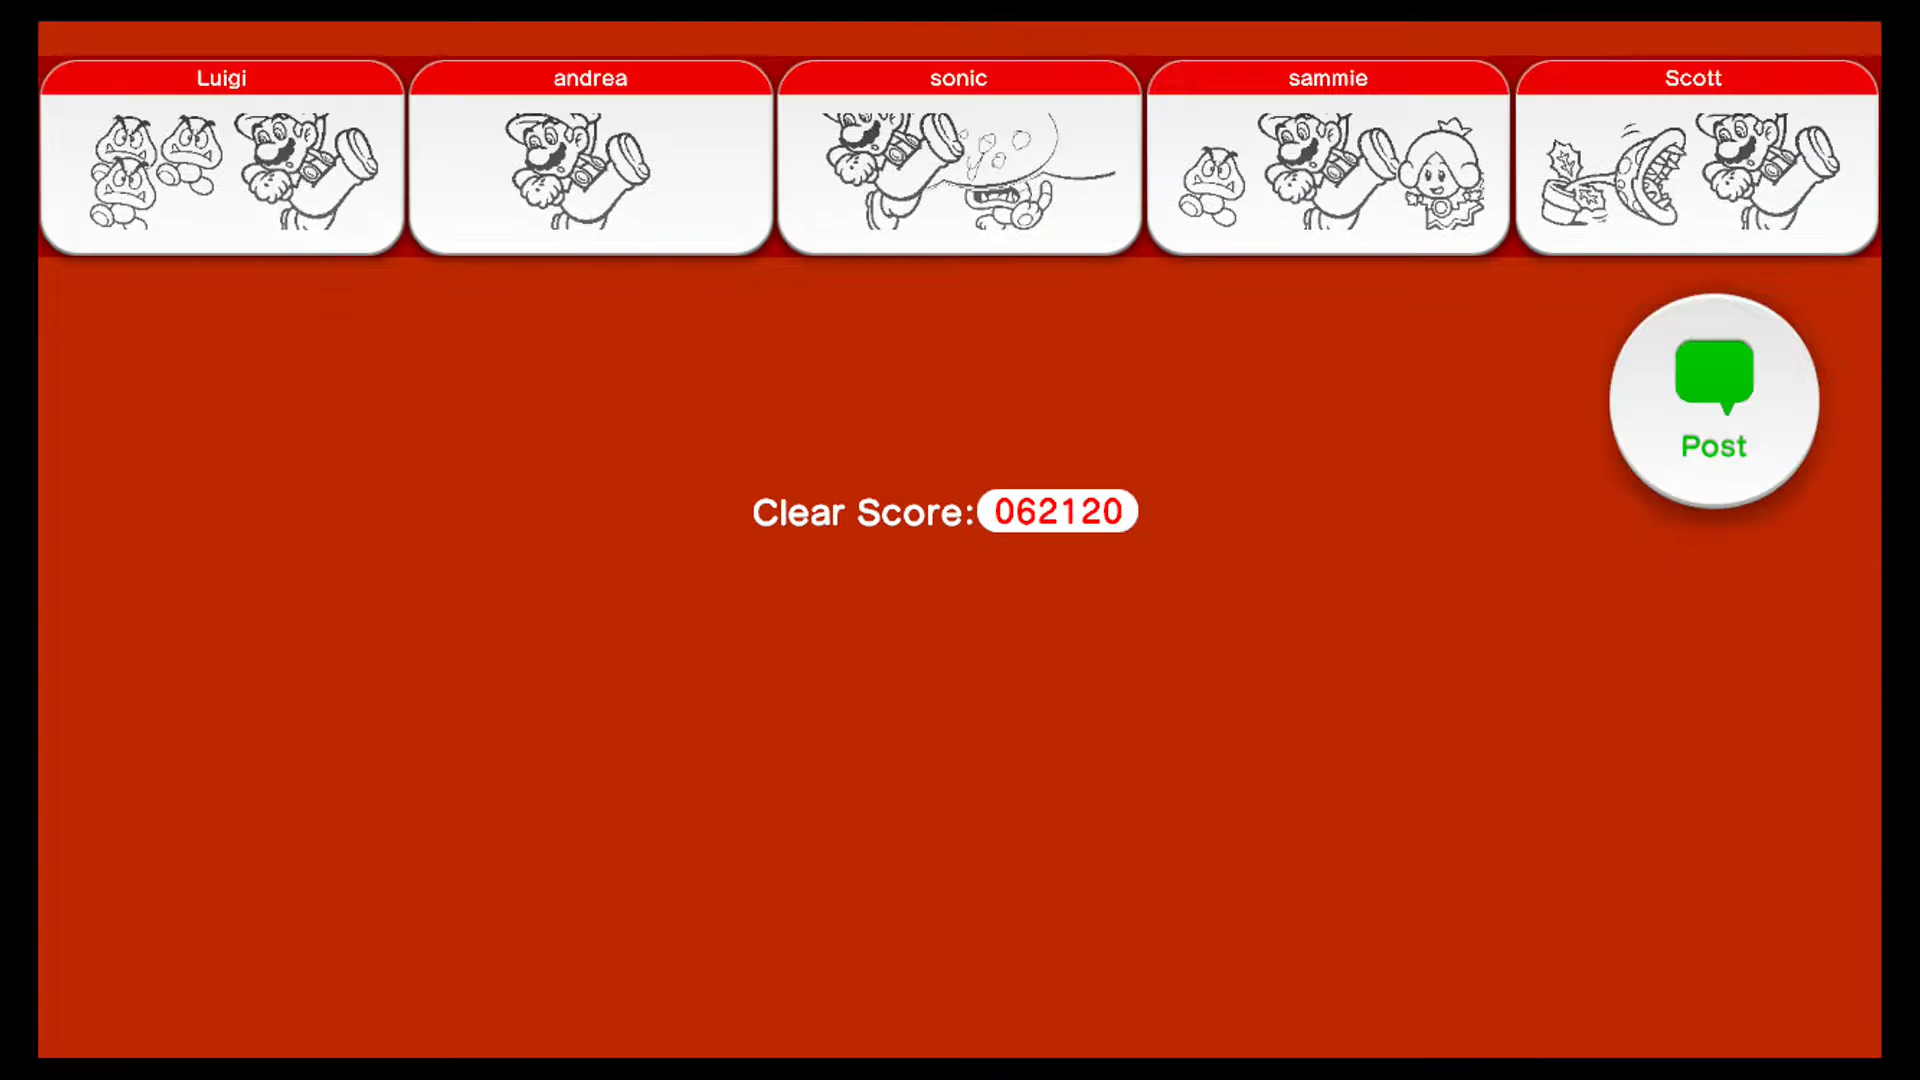 Luigi
andrea
sonic
sammie
Scott
Post
Clear Score: 062120